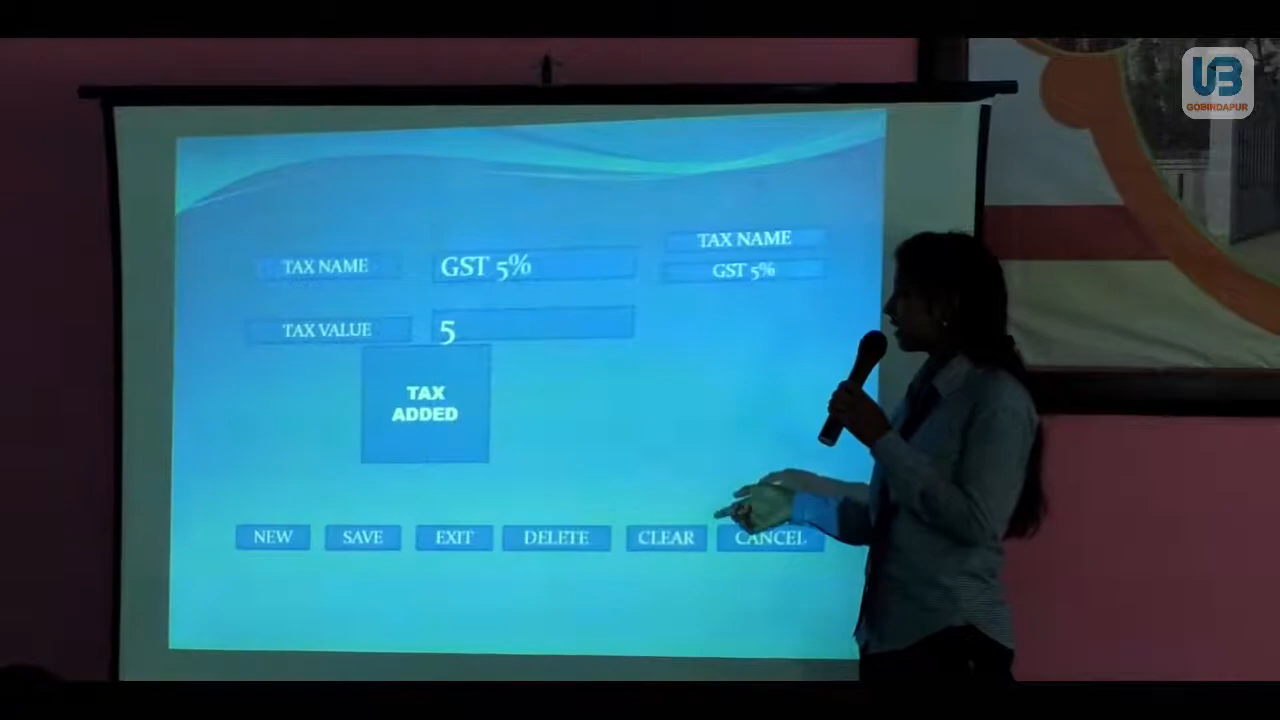 UB
GOBINDAPUR
TAX NAME
GST 5%
TAX NAME
GST 5%
TAX VALUE
5
TAX
ADDED
NEW
SAVE
EXIT
DELETE
CLEAR
CANCEL